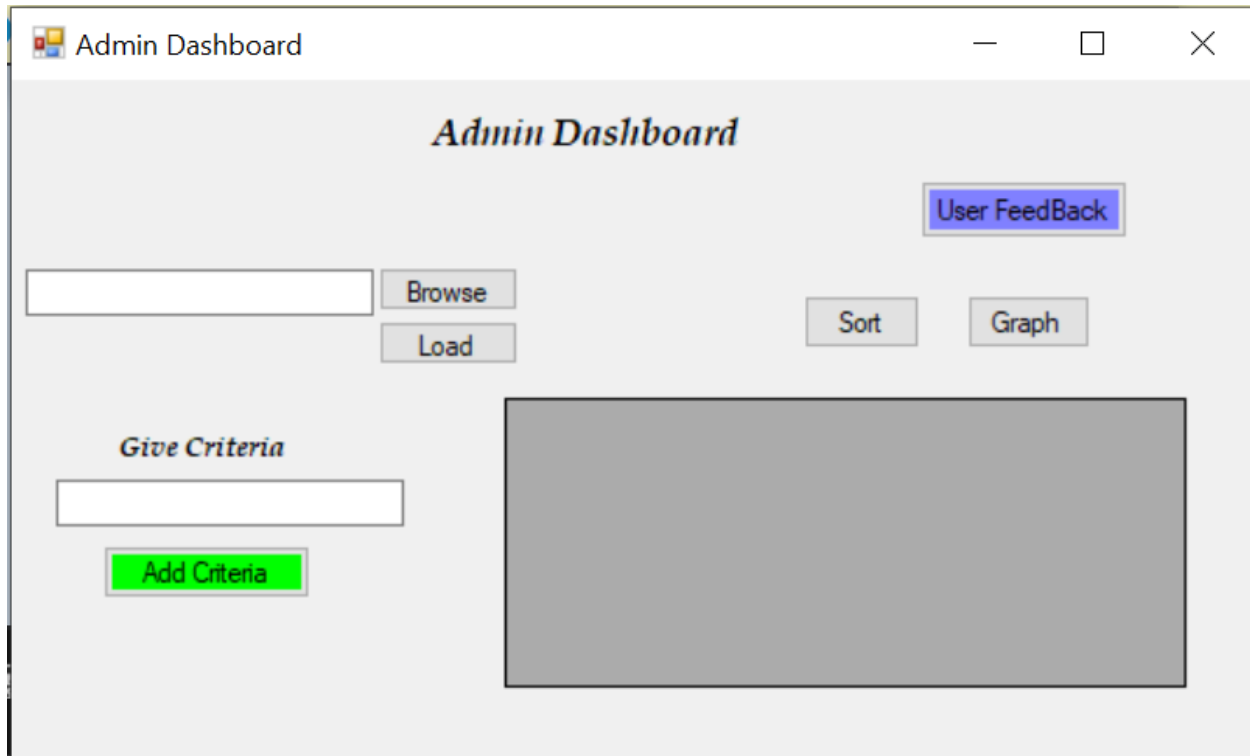 Admin Dashboard
Admin Dashboard
User FeedBack
Browse
Load
Sort
Graph
Give Criteria
Add Criteria